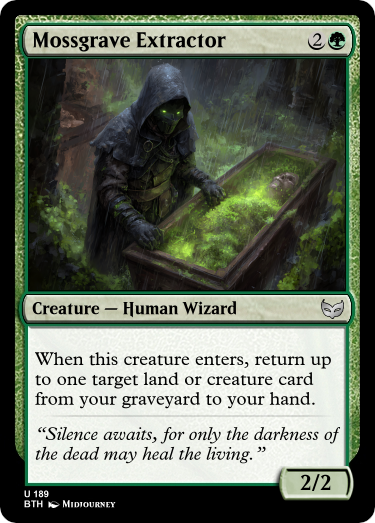 Mossgrave Extractor 2
Creature — Human Wizard
When this creature enters, return up
to one target land or creature card
from your graveyard to your hand.
“Silence awaits, for only the darkness of
the dead may heal the living.”
2/2
U 189
BTH Midjourney